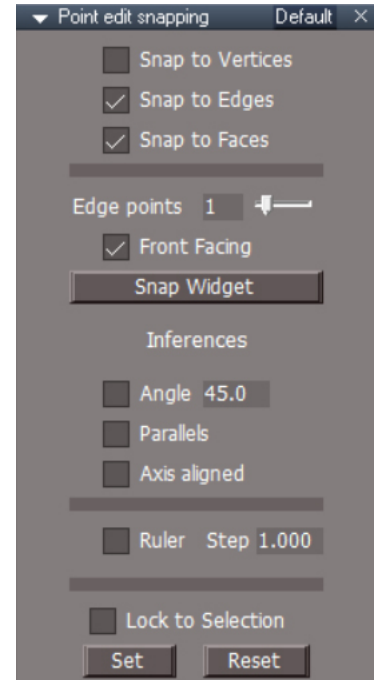 Point edit snapping Default
Snap to Vertices
Snap to Edges
Snap to Faces
Edge points 1
Front Facing
Snap Widget
Inferences
Angle 45.0
Parallels
Axis aligned
Ruler Step 1.000
Lock to Selection
Set Reset